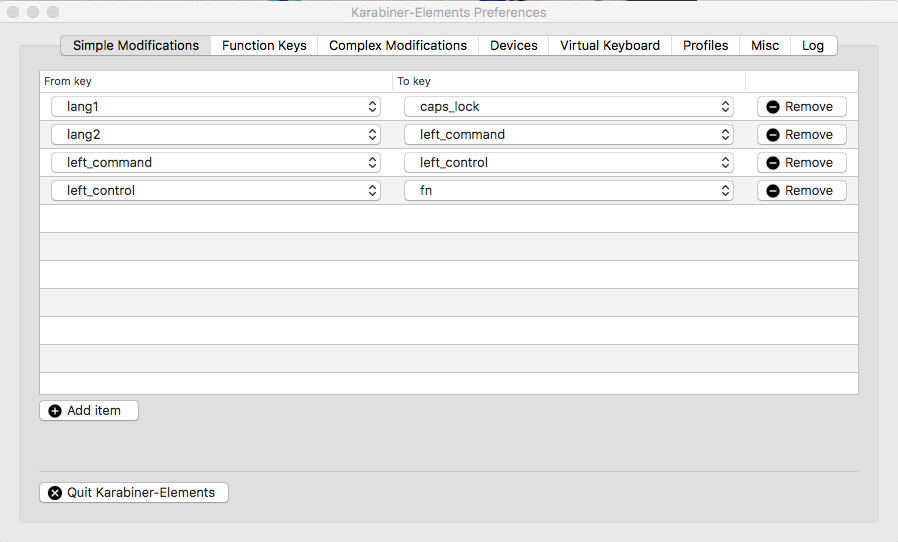 Karabiner-Elements Preferences
Simple Modifications Function Keys Complex Modifications Devices Virtual Keyboard Profiles Misc Log
From key To key
lang1 caps_lock Remove
lang2 left_command Remove
left_command left_control Remove
left_control fn Remove
Add item
Quit Karabiner-Elements